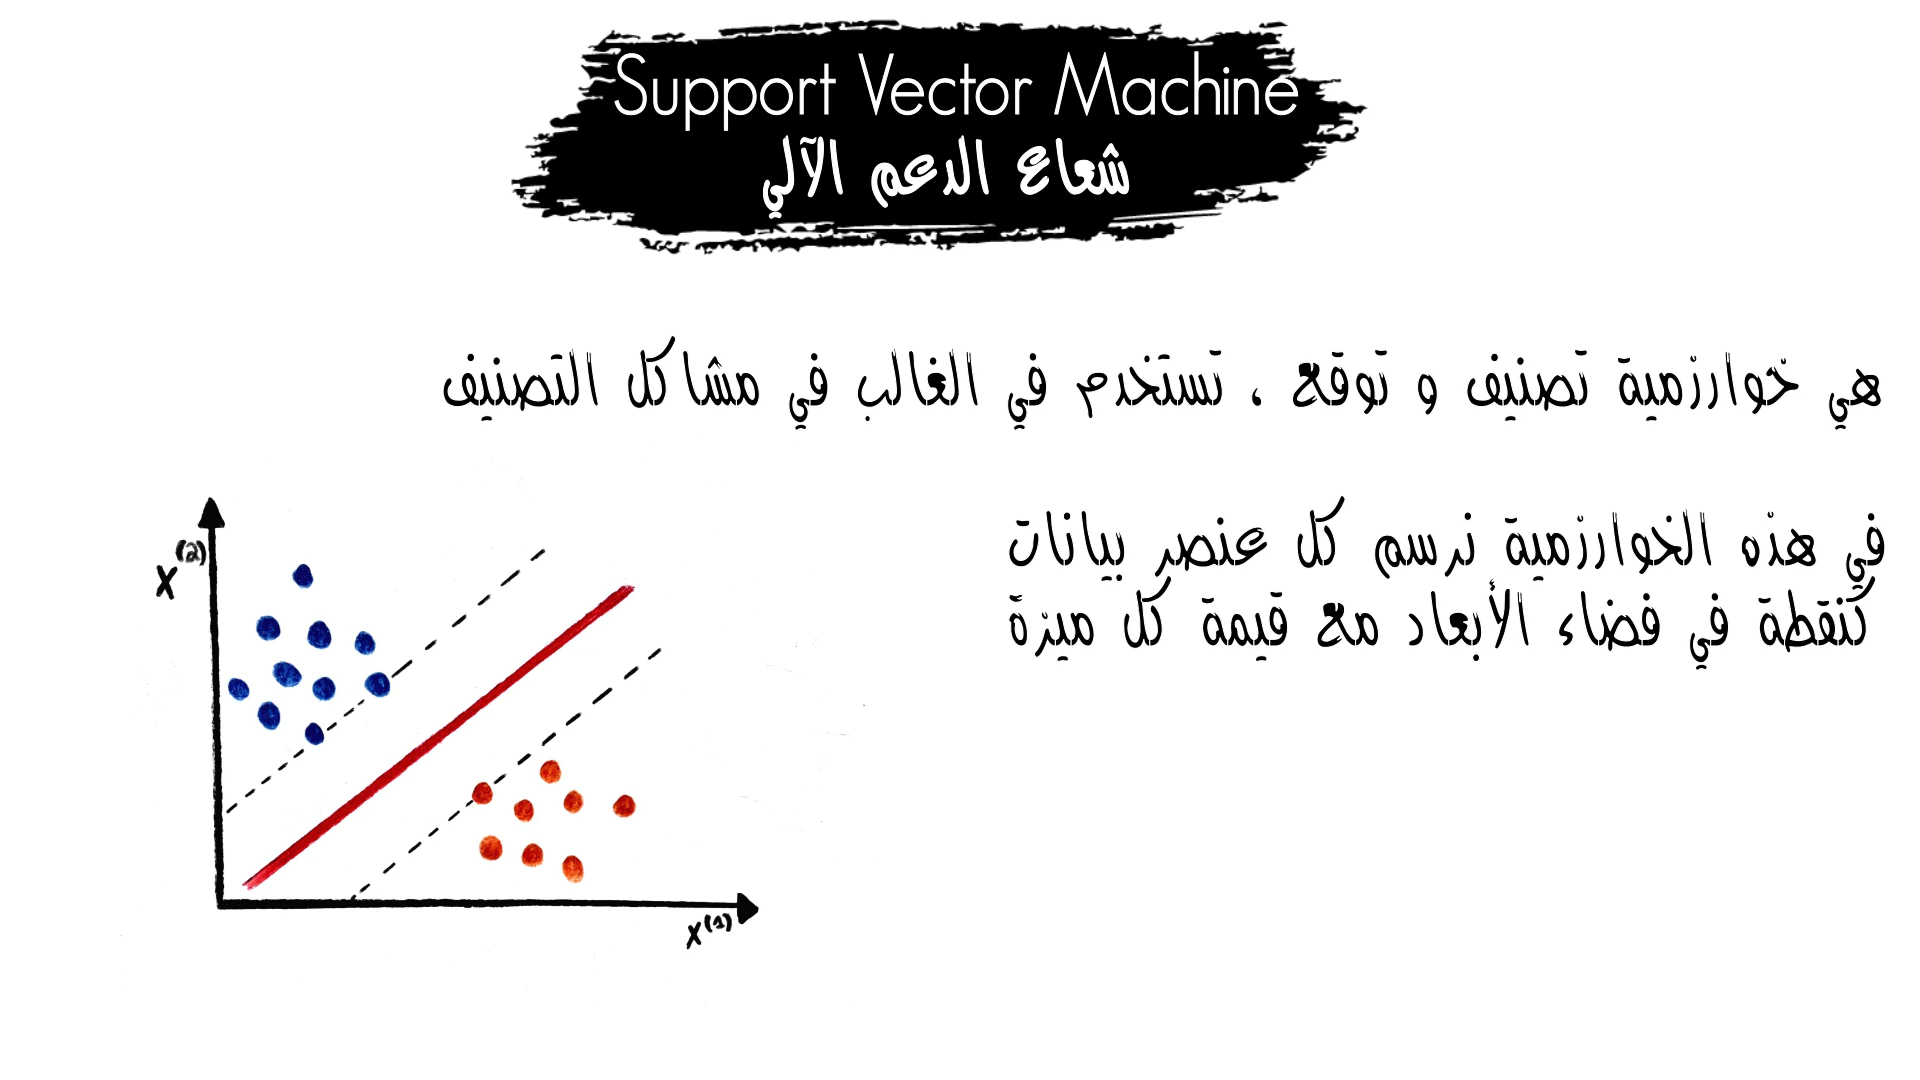 Support Vector Machine
شعاع الدعم الآلي
هي خوارزمية تصنيف و توقع ، تستخدم في الغالب في مشاكل التصنيف
في هذه الخوارزمية نرسم كل عنصر بيانات
كنقطة في فضاء الأبعاد مع قيمة كل ميزة
X(2)
X(1)